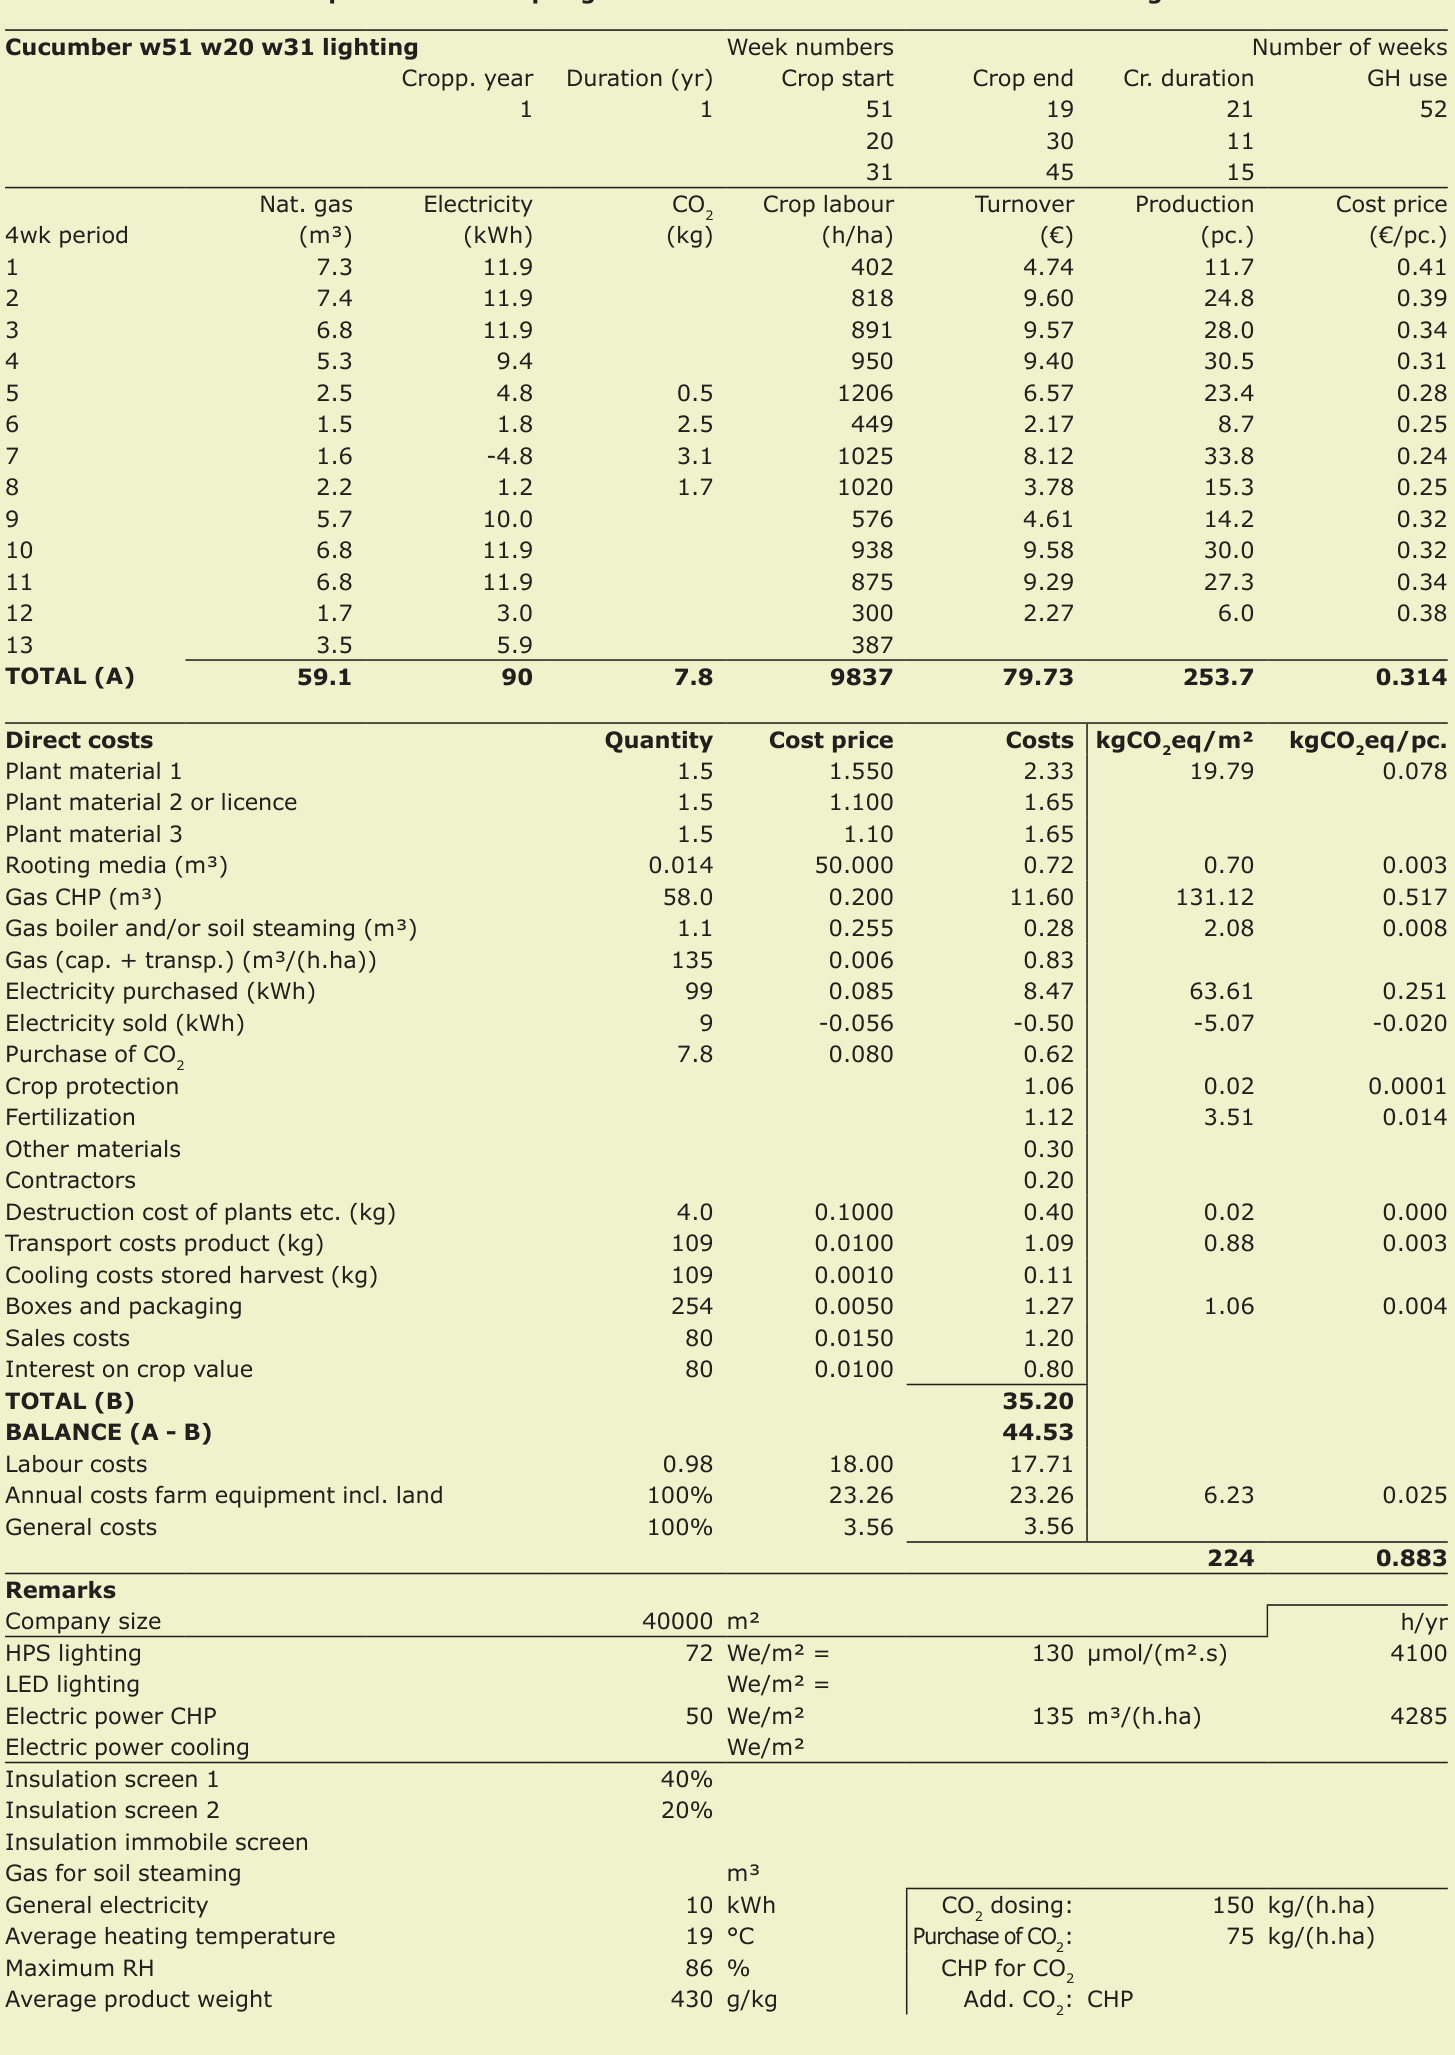 Cucumber w51 w20 w31 lighting Week numbers Number of weeks
Cropp. year Duration (yr) Crop start Crop end Cr. duration GH use
1 1 51 19 21 52
20 30 11
31 45 15
Nat. gas Electricity CO₂ Crop labour Turnover Production Cost price
4wk period (m³) (kWh) (kg) (h/ha) (€) (pc.) (€/pc.)
1 7.3 11.9 402 4.74 11.7 0.41
2 7.4 11.9 818 9.60 24.8 0.39
3 6.8 11.9 891 9.57 28.0 0.34
4 5.3 9.4 950 9.40 30.5 0.31
5 2.5 4.8 0.5 1206 6.57 23.4 0.28
6 1.5 1.8 2.5 449 2.17 8.7 0.25
7 1.6 -4.8 3.1 1025 8.12 33.8 0.24
8 2.2 1.2 1.7 1020 3.78 15.3 0.25
9 5.7 10.0 576 4.61 14.2 0.32
10 6.8 11.9 938 9.58 30.0 0.32
11 6.8 11.9 875 9.29 27.3 0.34
12 1.7 3.0 300 2.27 6.0 0.38
13 3.5 5.9 387
TOTAL (A) 59.1 90 7.8 9837 79.73 253.7 0.314
Direct costs Quantity Cost price Costs kgCO₂eq/m² kgCO₂eq/pc.
Plant material 1 1.5 1.550 2.33 19.79 0.078
Plant material 2 or licence 1.5 1.100 1.65
Plant material 3 1.5 1.10 1.65
Rooting media (m³) 0.014 50.000 0.72 0.70 0.003
Gas CHP (m³) 58.0 0.200 11.60 131.12 0.517
Gas boiler and/or soil steaming (m³) 1.1 0.255 0.28 2.08 0.008
Gas (cap. + transp.) (m³/(h.ha)) 135 0.006 0.83
Electricity purchased (kWh) 99 0.085 8.47 63.61 0.251
Electricity sold (kWh) 9 -0.056 -0.50 -5.07 -0.020
Purchase of CO₂ 7.8 0.080 0.62
Crop protection 1.06 0.02 0.0001
Fertilization 1.12 3.51 0.014
Other materials 0.30
Contractors 0.20
Destruction cost of plants etc. (kg) 4.0 0.1000 0.40 0.02 0.000
Transport costs product (kg) 109 0.0100 1.09 0.88 0.003
Cooling costs stored harvest (kg) 109 0.0010 0.11
Boxes and packaging 254 0.0050 1.27 1.06 0.004
Sales costs 80 0.0150 1.20
Interest on crop value 80 0.0100 0.80
TOTAL (B) 35.20
BALANCE (A - B) 44.53
Labour costs 0.98 18.00 17.71
Annual costs farm equipment incl. land 100% 23.26 23.26 6.23 0.025
General costs 100% 3.56 3.56
224 0.883
Remarks
Company size 40000 m² h/yr
HPS lighting 72 We/m² = 130 µmol/(m².s) 4100
LED lighting We/m² =
Electric power CHP 50 We/m² 135 m³/(h.ha) 4285
Electric power cooling We/m²
Insulation screen 1 40%
Insulation screen 2 20%
Insulation immobile screen
Gas for soil steaming m³
General electricity 10 kWh CO₂ dosing: 150 kg/(h.ha)
Average heating temperature 19 °C Purchase of CO₂: 75 kg/(h.ha)
Maximum RH 86 % CHP for CO₂
Average product weight 430 g/kg Add. CO₂: CHP